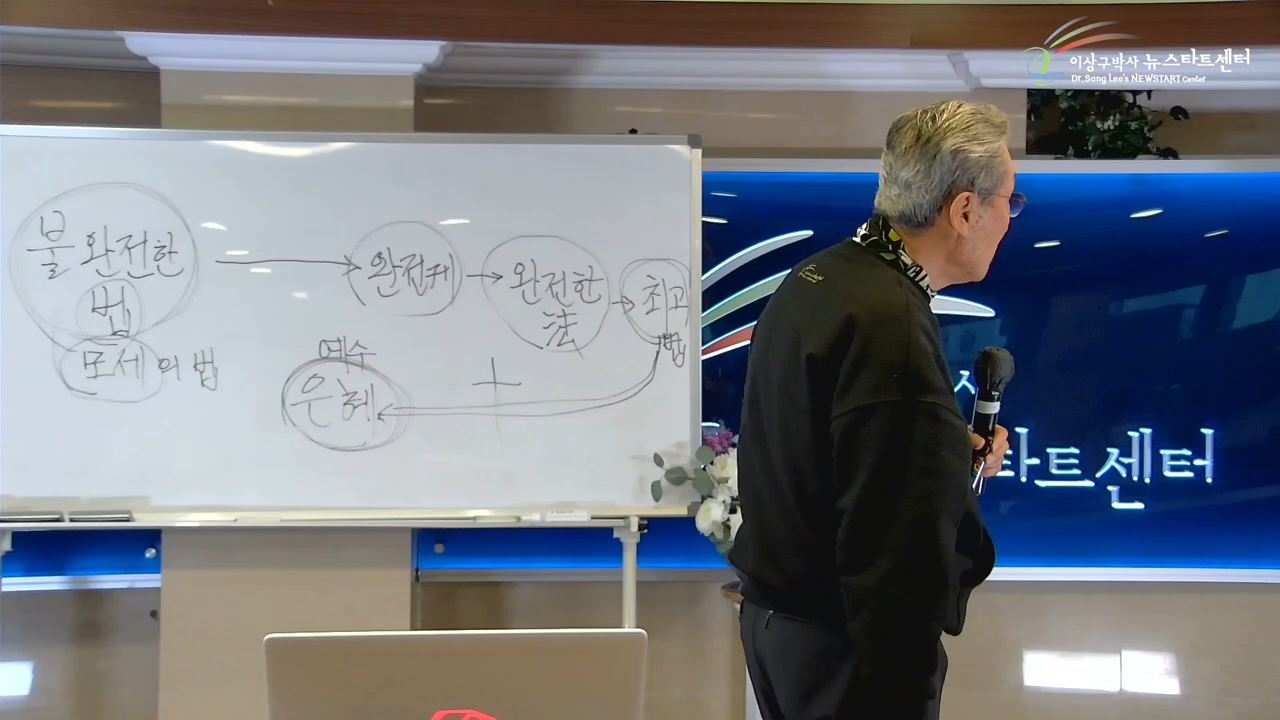 이상구박사 뉴스타트센터
Dr. Sang Lee's NEWSTART Center
불완전한
법
모세의 법
완전케
완전한
法
최고
법
예수
은혜
타트센터